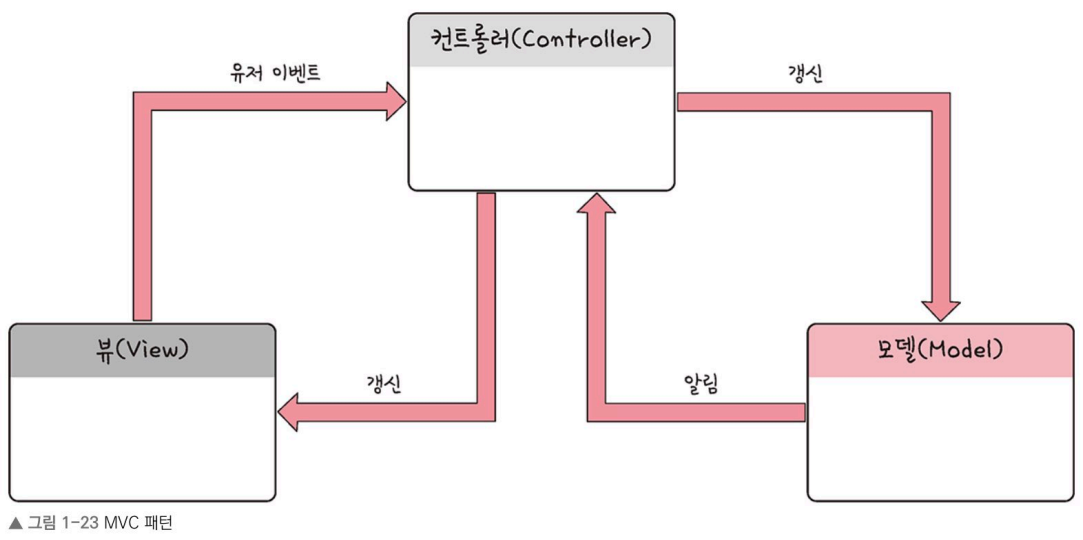 컨트롤러(Controller)
유저 이벤트
갱신
뷰(View)
모델(Model)
갱신
알림
▲ 그림 1-23 MVC 패턴